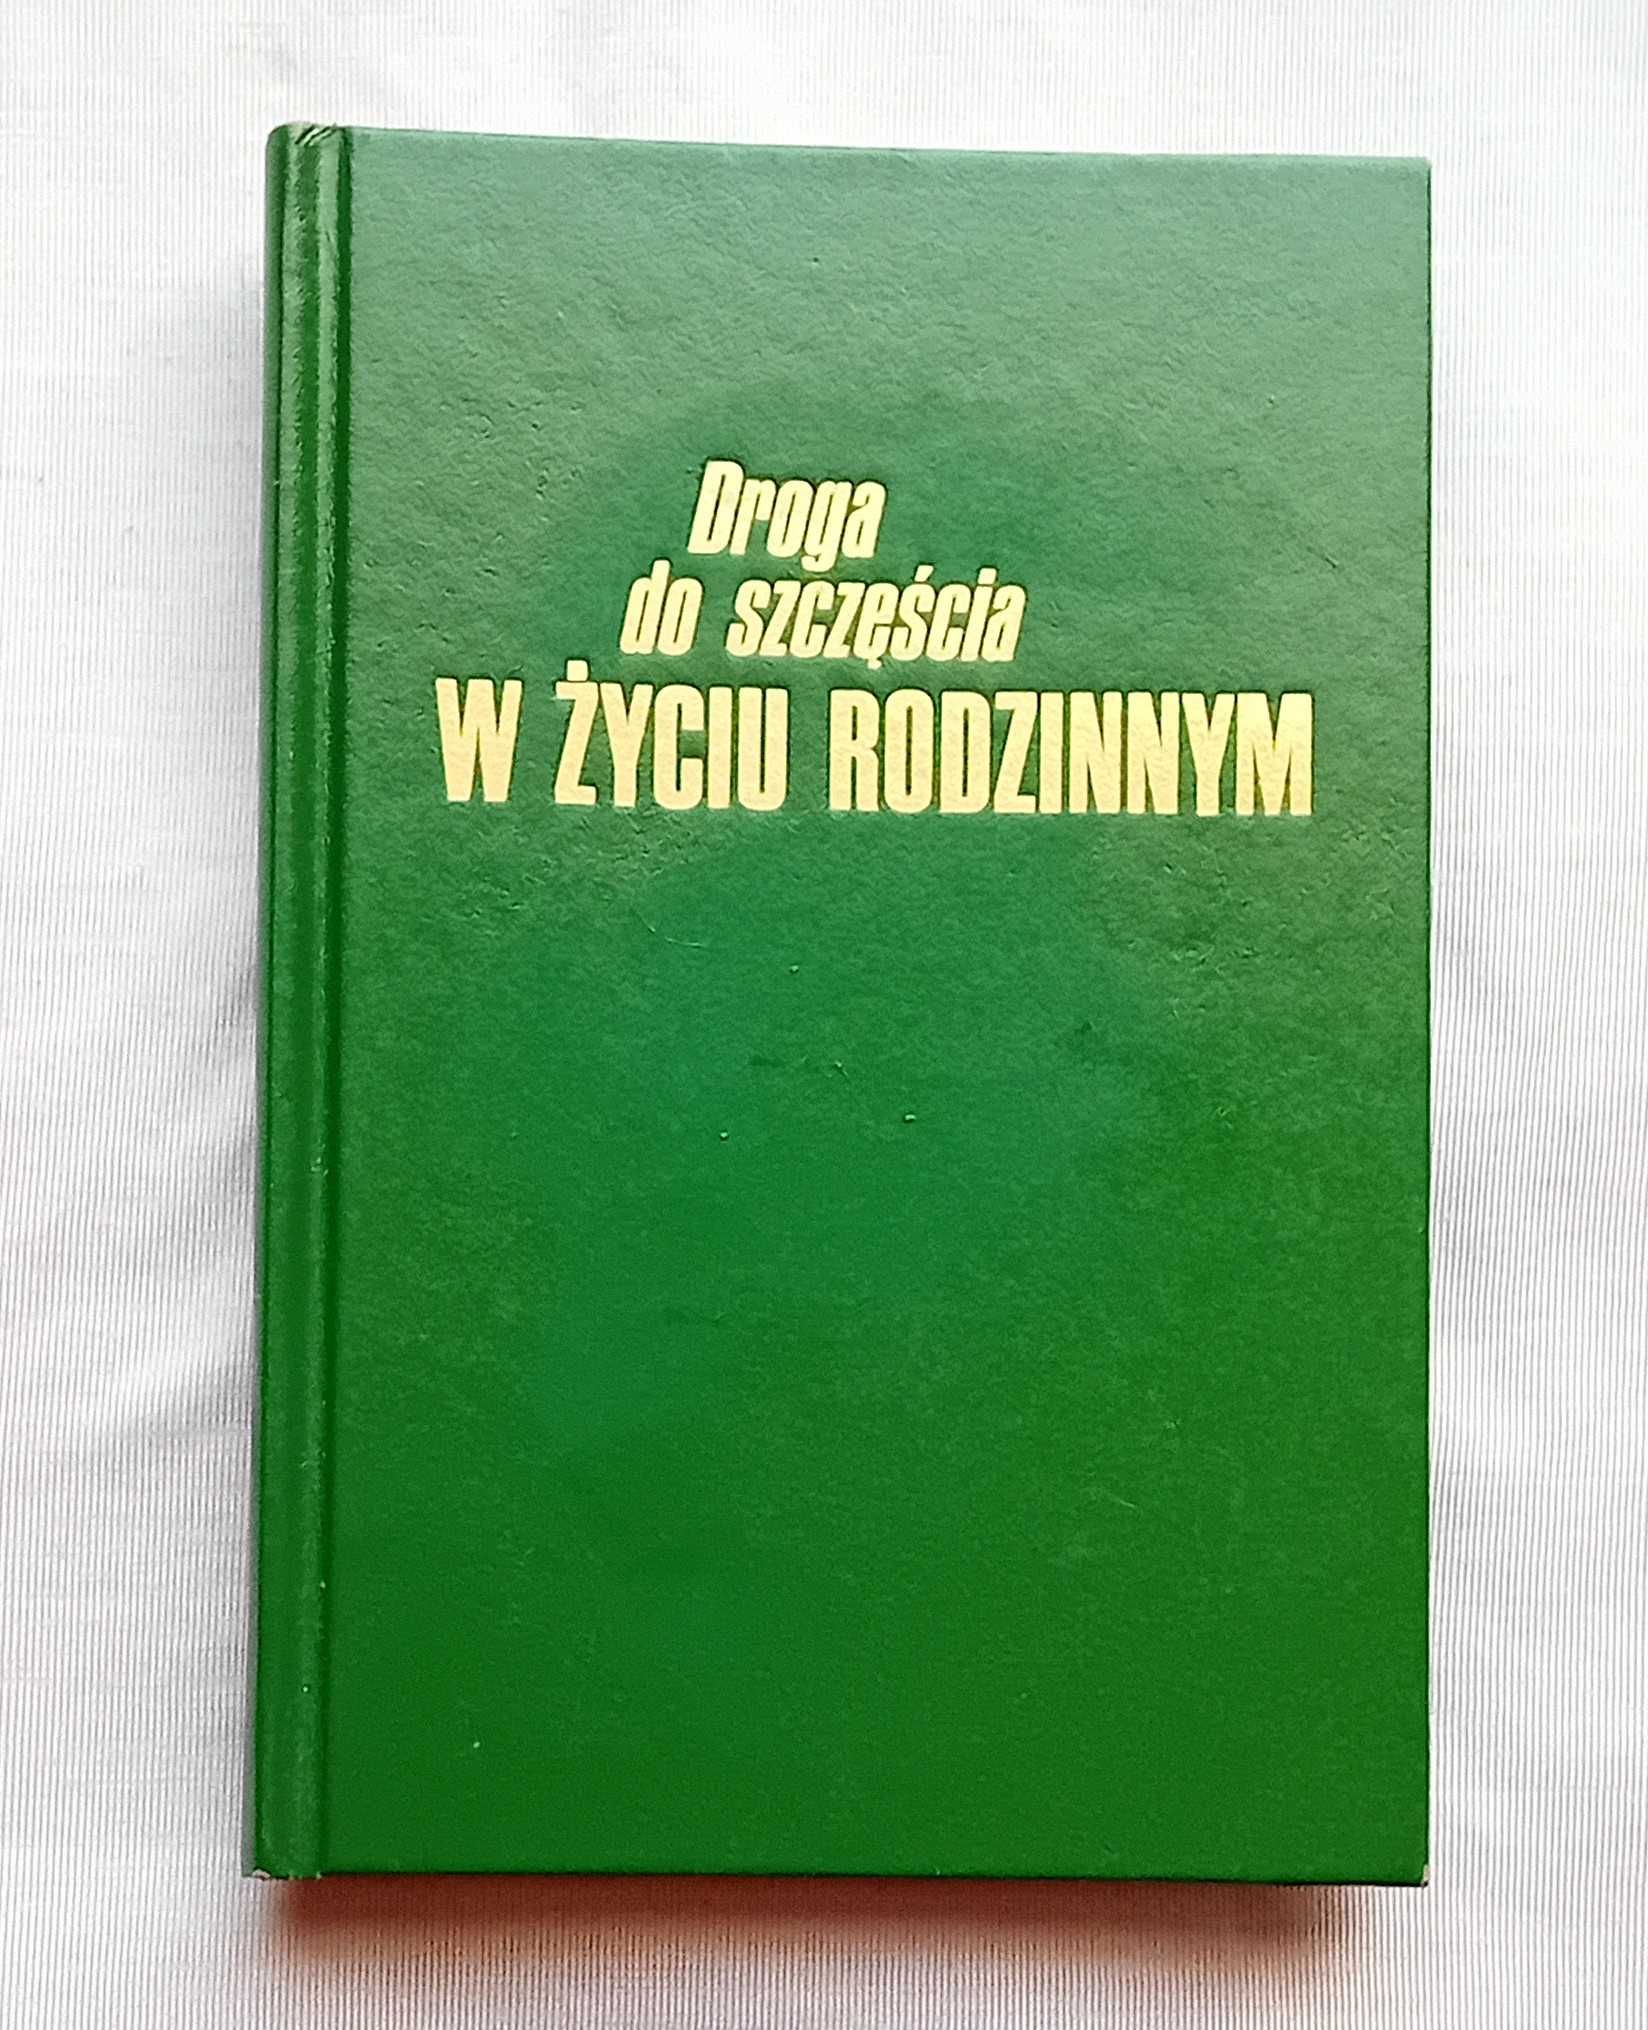 Droga
do szczęścia
W ŻYCIU RODZINNYM